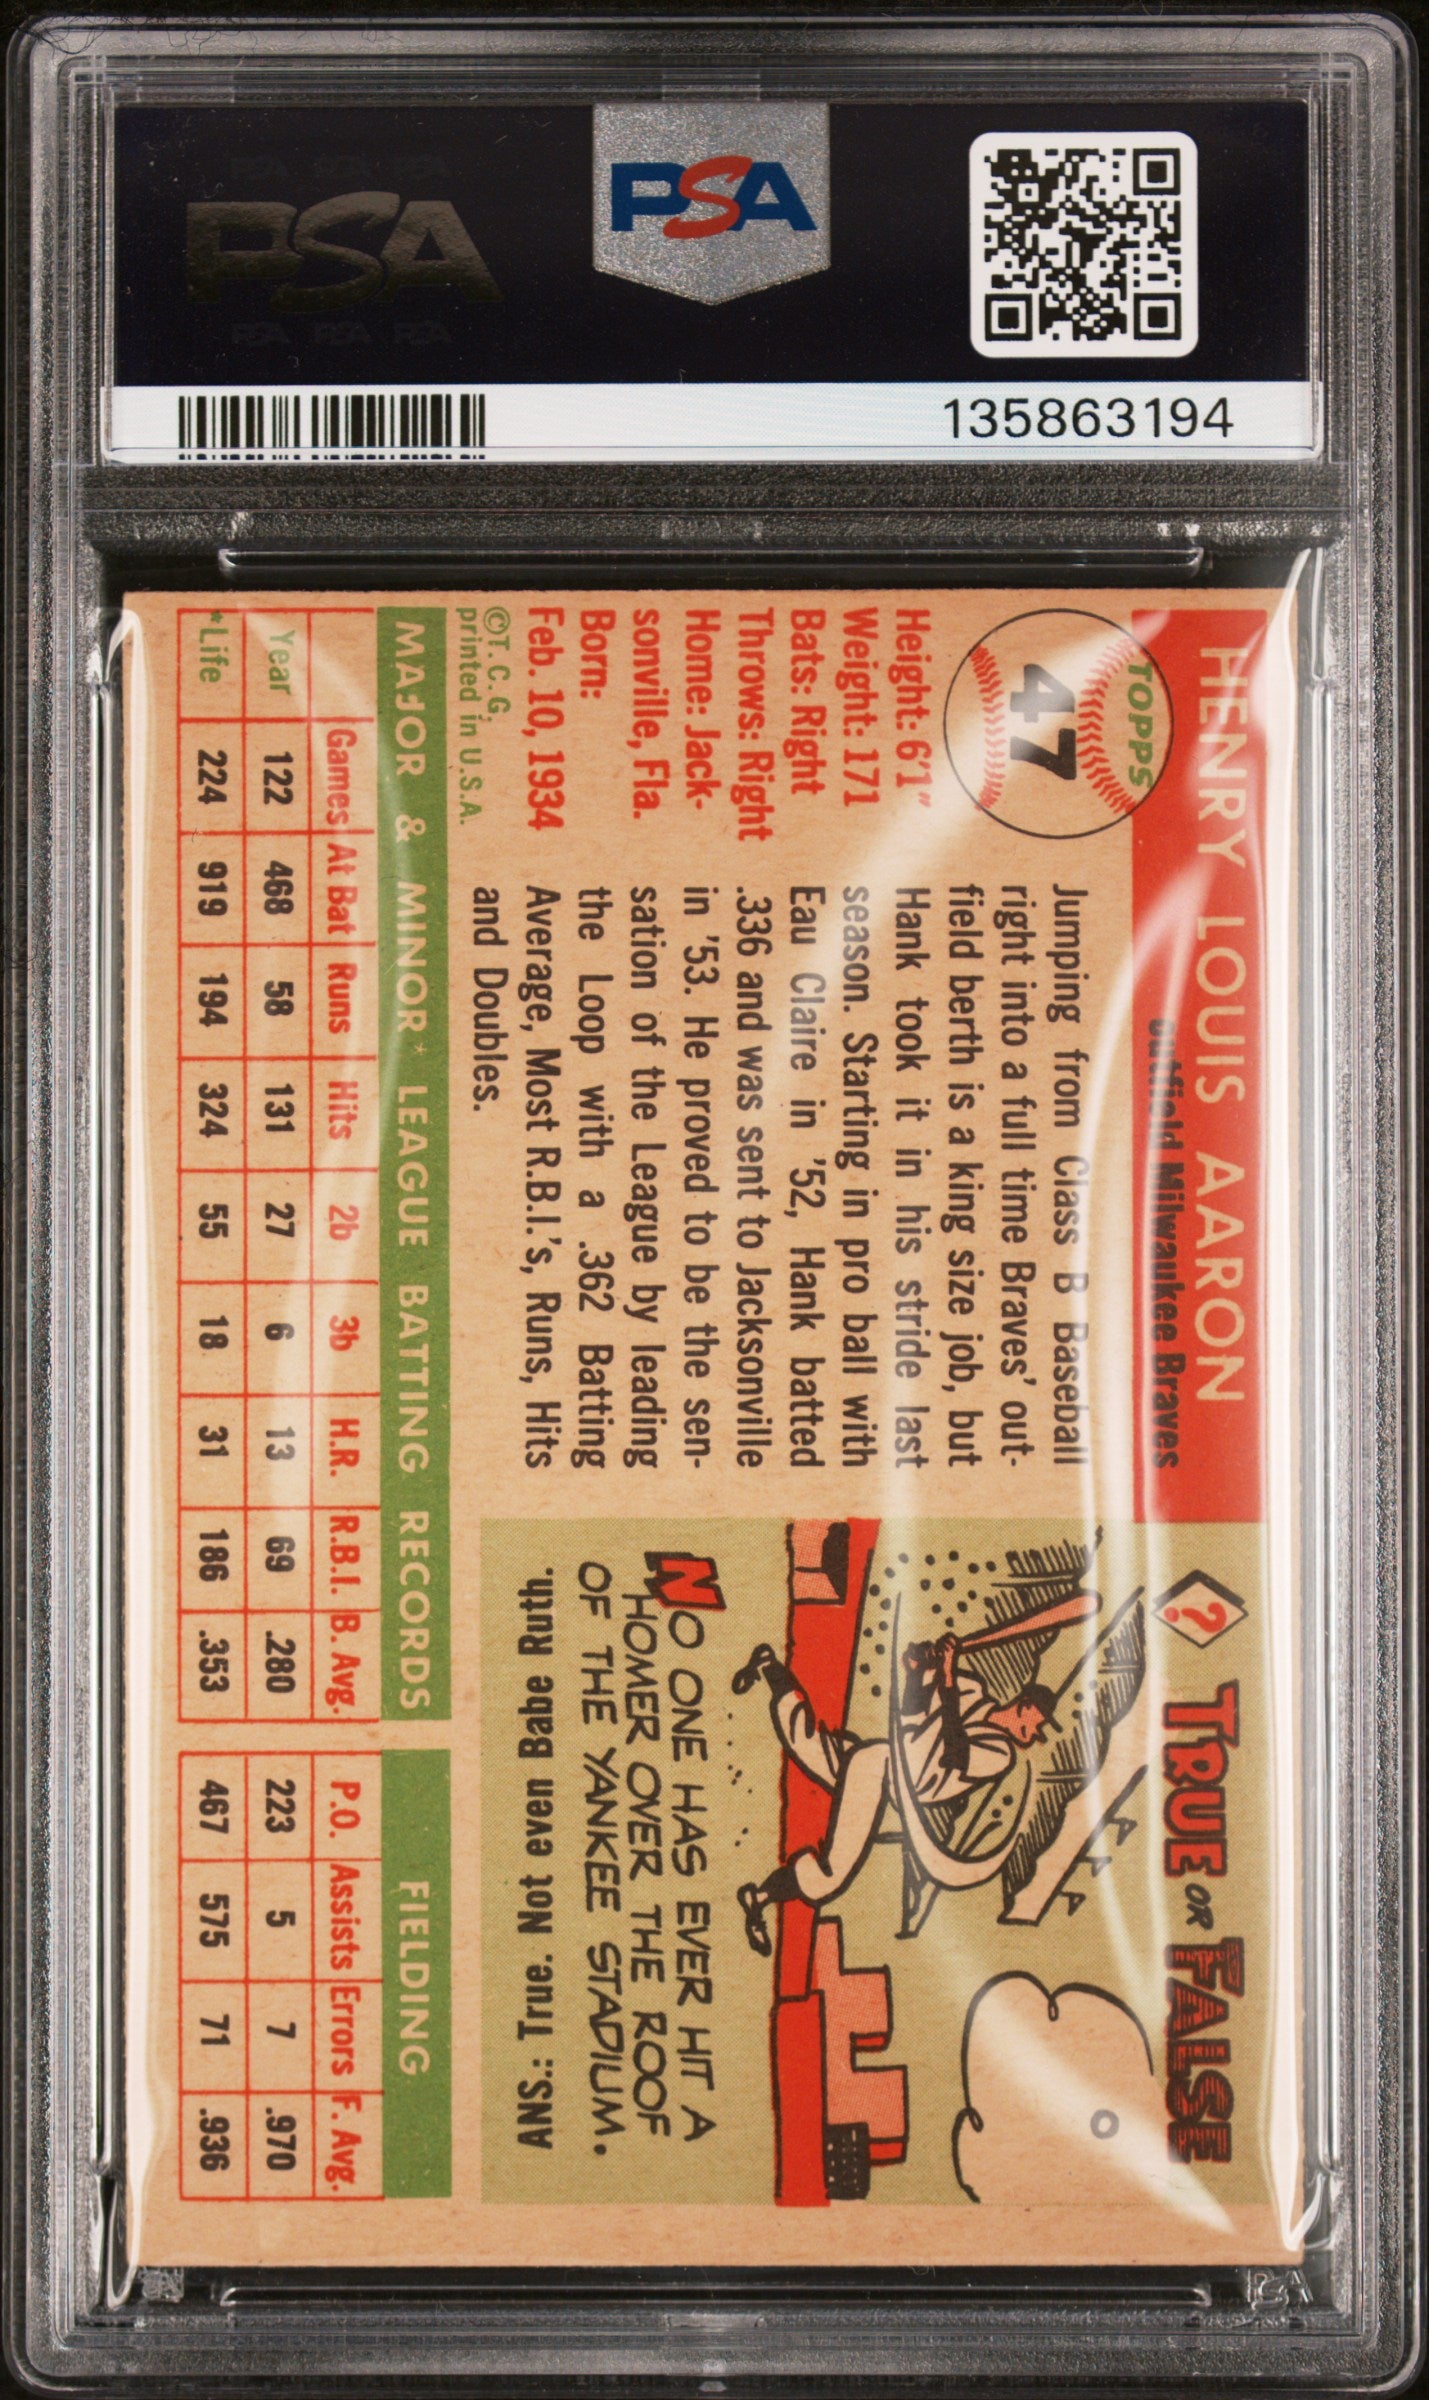 PSA
PSA PSA PSA
PSA
PSA PSA PSA
135863194
HENRY LOUIS AARON
outfield Milwaukee Braves
TOPPS
47
Height: 6'1"
Weight: 171
Bats: Right
Throws: Right
Home: Jack-
sonville, Fla.
Born:
Feb. 10, 1934
©T. C. G.
printed in U.S.A.
Jumping from Class B Baseball
right into a full time Braves' out-
field berth is a king size job, but
Hank took it in his stride last
season. Starting in pro ball with
Eau Claire in '52, Hank batted
.336 and was sent to Jacksonville
in '53. He proved to be the sen-
sation of the League by leading
the Loop with a .362 Batting
Average, Most R.B.I.'s, Runs, Hits
and Doubles.
? TRUE OR FALSE
NO ONE HAS EVER HIT A
HOMER OVER THE ROOF
OF THE YANKEE STADIUM.
ANS.: True. Not even Babe Ruth.
MAJOR & MINOR* LEAGUE BATTING RECORDS FIELDING
Games At Bat Runs Hits 2b 3b H.R. R.B.I. B. Avg. P.O. Assists Errors F. Avg.
Year 122 468 58 131 27 6 13 69 .280 223 5 7 .970
*Life 224 919 194 324 55 18 31 186 .353 467 575 71 .936
PSA